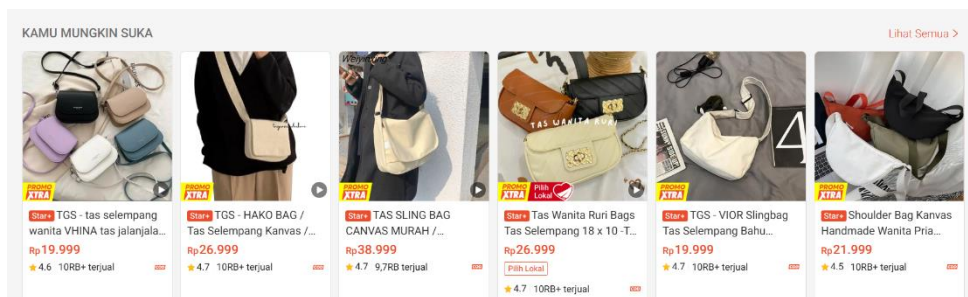 KAMU MUNGKIN SUKA
Lihat Semua >
PROMO XTRA
Star+ TGS - tas selempang
wanita VHINA tas jalanjala...
Rp19.999
4.6 10RB+ terjual
PROMO XTRA
Star+ TGS - HAKO BAG /
Tas Selempang Kanvas /...
Rp26.999
4.7 10RB+ terjual
PROMO XTRA
Star+ TAS SLING BAG
CANVAS MURAH /...
Rp38.999
4.7 9,7RB terjual
TAS WANITA RURI
PROMO XTRA
Pilih Lokal
Star+ Tas Wanita Ruri Bags
Tas Selempang 18 x 10 -T...
Rp26.999
Pilih Lokal
4.7 10RB+ terjual
PROMO XTRA
Star+ TGS - VIOR Slingbag
Tas Selempang Bahu...
Rp19.999
4.7 10RB+ terjual
PROMO XTRA
Star+ Shoulder Bag Kanvas
Handmade Wanita Pria...
Rp21.999
4.5 10RB+ terjual